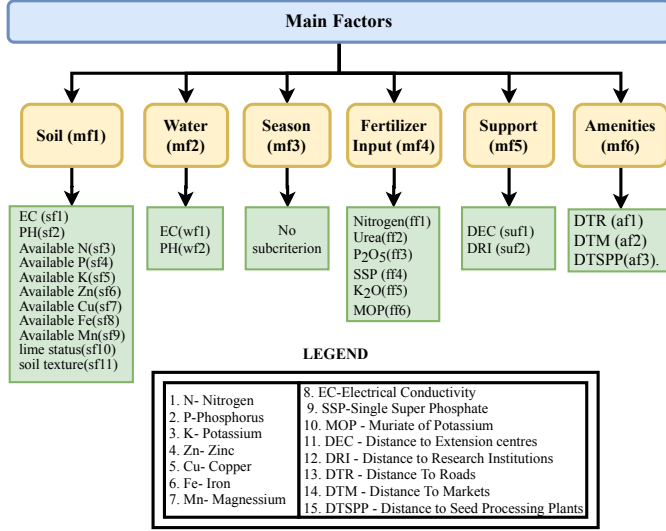 Main Factors
Soil (mf1)
Water
(mf2)
Season
(mf3)
Fertilizer
Input (mf4)
Support
(mf5)
Amenities
(mf6)
EC (sf1)
PH(sf2)
Available N(sf3)
Available P(sf4)
Available K(sf5)
Available Zn(sf6)
Available Cu(sf7)
Available Fe(sf8)
Available Mn(sf9)
lime status(sf10)
soil texture(sf11)
EC(wf1)
PH(wf2)
No
subcriterion
Nitrogen(ff1)
Urea(ff2)
P₂O₅(ff3)
SSP (ff4)
K₂O(ff5)
MOP(ff6)
DEC (suf1)
DRI (suf2)
DTR (af1)
DTM (af2)
DTSPP(af3).
LEGEND
1. N- Nitrogen
2. P-Phosphorus
3. K- Potassium
4. Zn- Zinc
5. Cu- Copper
6. Fe- Iron
7. Mn- Magnessium
8. EC-Electrical Conductivity
9. SSP-Single Super Phosphate
10. MOP - Muriate of Potassium
11. DEC - Distance to Extension centres
12. DRI - Distance to Research Institutions
13. DTR - Distance To Roads
14. DTM - Distance To Markets
15. DTSPP - Distance to Seed Processing Plants